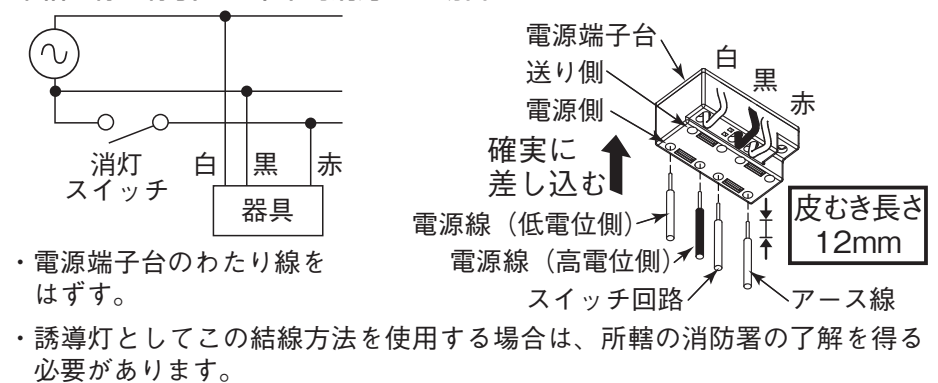 白
黒
赤
消灯
スイッチ
器具
電源端子台
送り側
電源側
白
黒
赤
確実に
差し込む
電源線(低電位側)
電源線(高電位側)
スイッチ回路
アース線
皮むき長さ
12mm
・電源端子台のわたり線を
はずす。
・誘導灯としてこの結線方法を使用する場合は、所轄の消防署の了解を得る
必要があります。